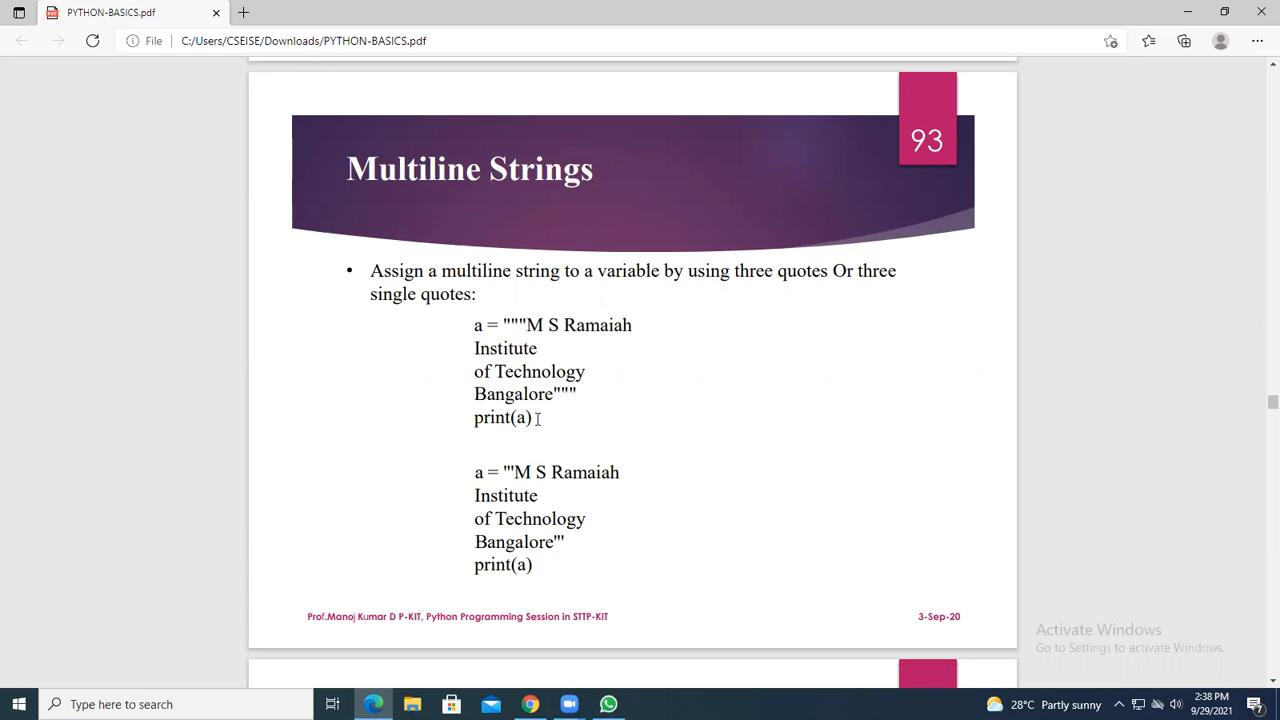 PYTHON-BASICS.pdf
File C:/Users/CSEISE/Downloads/PYTHON-BASICS.pdf
93
Multiline Strings
• Assign a multiline string to a variable by using three quotes Or three
single quotes:
a = """M S Ramaiah
Institute
of Technology
Bangalore"""
print(a)
a = '''M S Ramaiah
Institute
of Technology
Bangalore'''
print(a)
Prof.Manoj Kumar D P-KIT, Python Programming Session in STTP-KIT
3-Sep-20
Activate Windows
Go to Settings to activate Windows.
Type here to search
28°C Partly sunny
2:38 PM
9/29/2021